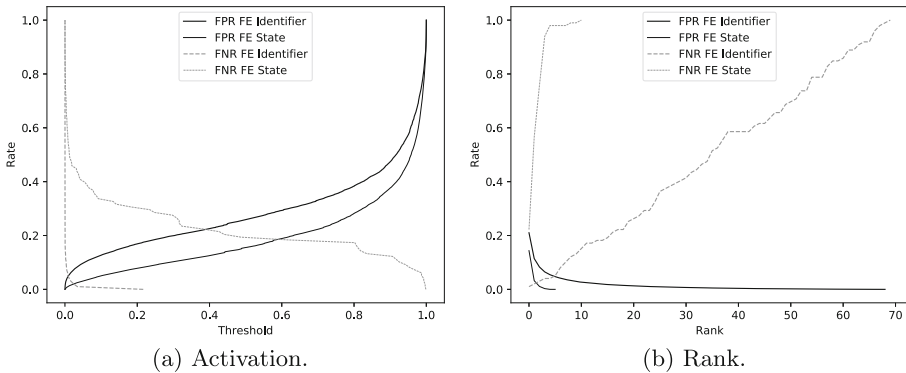 FPR FE Identifier
FPR FE State
FNR FE Identifier
FNR FE State
1.0
0.8
0.6
0.4
0.2
0.0
Rate
0.0 0.2 0.4 0.6 0.8 1.0
Threshold
(a) Activation.
FPR FE Identifier
FPR FE State
FNR FE Identifier
FNR FE State
1.0
0.8
0.6
0.4
0.2
0.0
Rate
0 10 20 30 40 50 60 70
Rank
(b) Rank.